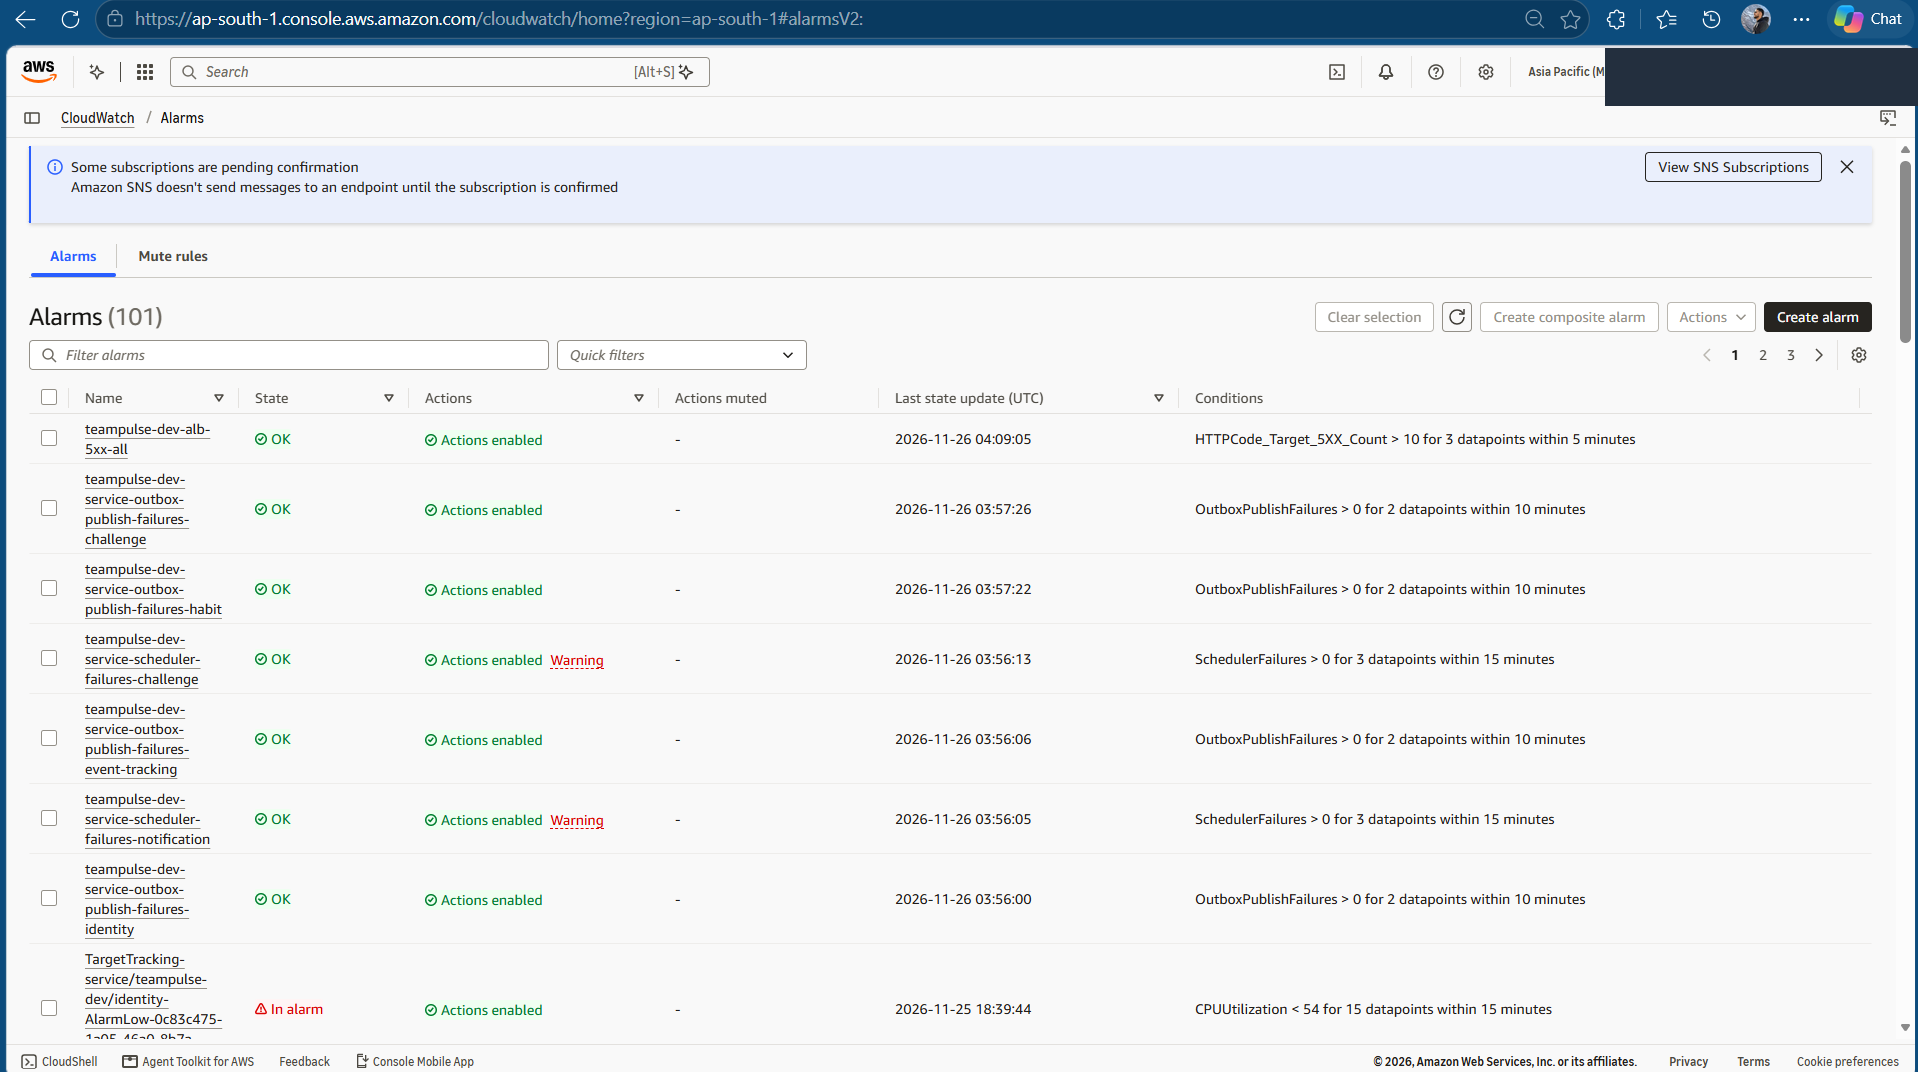 https://ap-south-1.console.aws.amazon.com/cloudwatch/home?region=ap-south-1#alarmsV2:
Chat
aws
Search
[Alt+S]
Asia Pacific (M
CloudWatch / Alarms
Some subscriptions are pending confirmation
Amazon SNS doesn't send messages to an endpoint until the subscription is confirmed
View SNS Subscriptions
Alarms
Mute rules
Alarms (101)
Clear selection
Create composite alarm
Actions
Create alarm
Filter alarms
Quick filters
1 2 3
Name State Actions Actions muted Last state update (UTC) Conditions
teampulse-dev-alb-
5xx-all
OK
Actions enabled
-
2026-11-26 04:09:05
HTTPCode_Target_5XX_Count > 10 for 3 datapoints within 5 minutes
teampulse-dev-
service-outbox-
publish-failures-
challenge
OK
Actions enabled
-
2026-11-26 03:57:26
OutboxPublishFailures > 0 for 2 datapoints within 10 minutes
teampulse-dev-
service-outbox-
publish-failures-habit
OK
Actions enabled
-
2026-11-26 03:57:22
OutboxPublishFailures > 0 for 2 datapoints within 10 minutes
teampulse-dev-
service-scheduler-
failures-challenge
OK
Actions enabled Warning
-
2026-11-26 03:56:13
SchedulerFailures > 0 for 3 datapoints within 15 minutes
teampulse-dev-
service-outbox-
publish-failures-
event-tracking
OK
Actions enabled
-
2026-11-26 03:56:06
OutboxPublishFailures > 0 for 2 datapoints within 10 minutes
teampulse-dev-
service-scheduler-
failures-notification
OK
Actions enabled Warning
-
2026-11-26 03:56:05
SchedulerFailures > 0 for 3 datapoints within 15 minutes
teampulse-dev-
service-outbox-
publish-failures-
identity
OK
Actions enabled
-
2026-11-26 03:56:00
OutboxPublishFailures > 0 for 2 datapoints within 10 minutes
TargetTracking-
service/teampulse-
dev/identity-
AlarmLow-0c83c475-
In alarm
Actions enabled
-
2026-11-25 18:39:44
CPUUtilization < 54 for 15 datapoints within 15 minutes
CloudShell
Agent Toolkit for AWS
Feedback
Console Mobile App
© 2026, Amazon Web Services, Inc. or its affiliates.
Privacy
Terms
Cookie preferences